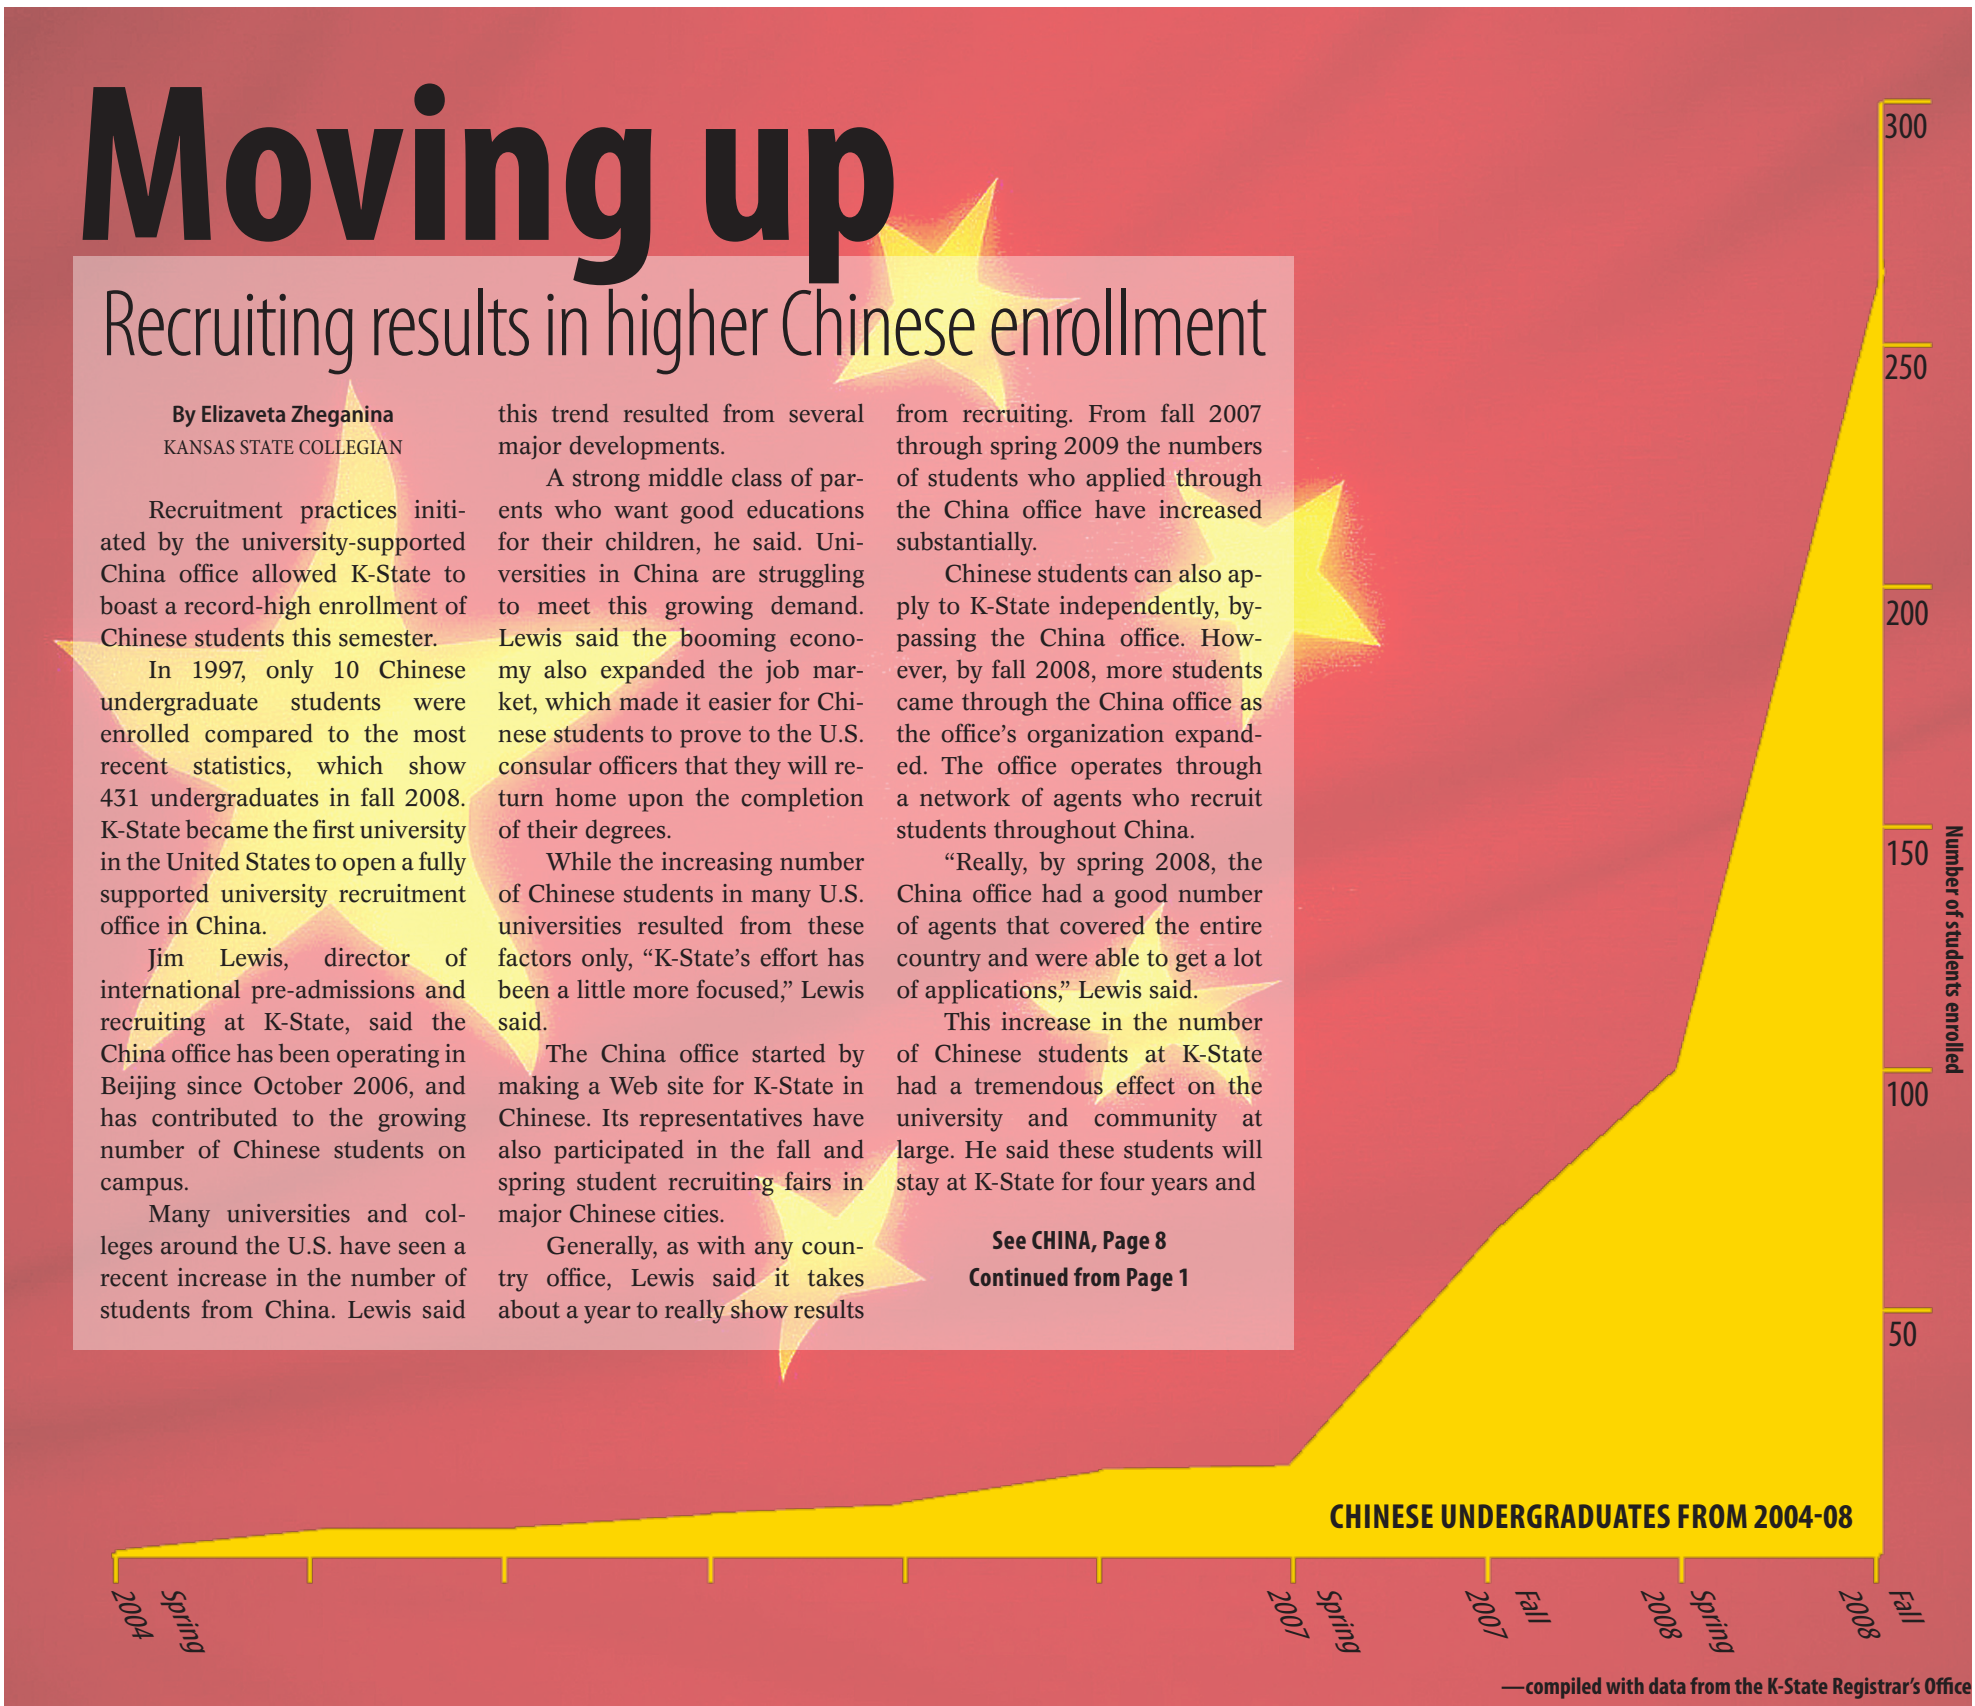 Moving up
Recruiting results in higher Chinese enrollment
By Elizaveta Zheganina
KANSAS STATE COLLEGIAN
Recruitment practices initi-
ated by the university-supported
China office allowed K-State to
boast a record-high enrollment of
Chinese students this semester.
In 1997, only 10 Chinese
undergraduate students were
enrolled compared to the most
recent statistics, which show
431 undergraduates in fall 2008.
K-State became the first university
in the United States to open a fully
supported university recruitment
office in China.
Jim Lewis, director of
international pre-admissions and
recruiting at K-State, said the
China office has been operating in
Beijing since October 2006, and
has contributed to the growing
number of Chinese students on
campus.
Many universities and col-
leges around the U.S. have seen a
recent increase in the number of
students from China. Lewis said
this trend resulted from several
major developments.
A strong middle class of par-
ents who want good educations
for their children, he said. Uni-
versities in China are struggling
to meet this growing demand.
Lewis said the booming econo-
my also expanded the job mar-
ket, which made it easier for Chi-
nese students to prove to the U.S.
consular officers that they will re-
turn home upon the completion
of their degrees.
While the increasing number
of Chinese students in many U.S.
universities resulted from these
factors only, “K-State’s effort has
been a little more focused,” Lewis
said.
The China office started by
making a Web site for K-State in
Chinese. Its representatives have
also participated in the fall and
spring student recruiting fairs in
major Chinese cities.
Generally, as with any coun-
try office, Lewis said it takes
about a year to really show results
from recruiting. From fall 2007
through spring 2009 the numbers
of students who applied through
the China office have increased
substantially.
Chinese students can also ap-
ply to K-State independently, by-
passing the China office. How-
ever, by fall 2008, more students
came through the China office as
the office’s organization expand-
ed. The office operates through
a network of agents who recruit
students throughout China.
“Really, by spring 2008, the
China office had a good number
of agents that covered the entire
country and were able to get a lot
of applications,” Lewis said.
This increase in the number
of Chinese students at K-State
had a tremendous effect on the
university and community at
large. He said these students will
stay at K-State for four years and
See CHINA, Page 8
Continued from Page 1
300
250
200
150
100
50
Number of students enrolled
CHINESE UNDERGRADUATES FROM 2004-08
Spring
2004
Spring
2007
Fall
2007
Spring
2008
Fall
2008
—compiled with data from the K-State Registrar’s Office